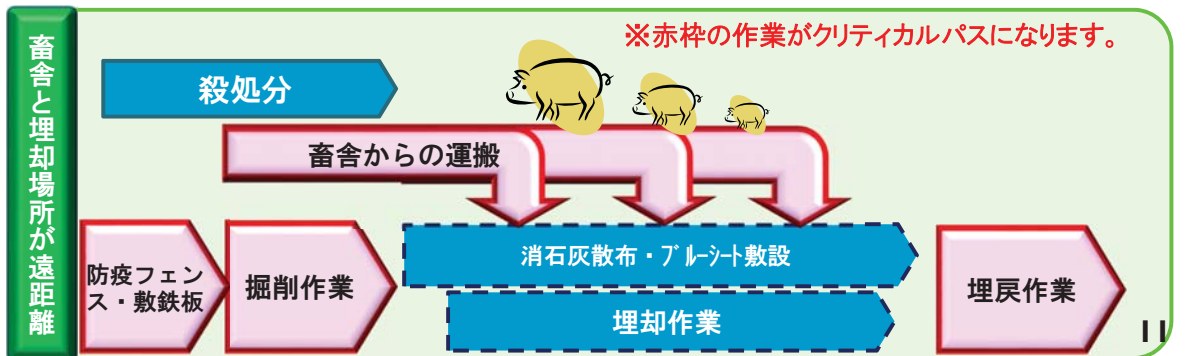 畜舎と埋却場所が遠距離
※赤枠の作業がクリティカルパスになります。
殺処分
畜舎からの運搬
防疫フェン
ス・敷鉄板
掘削作業
消石灰散布・ブルーシート敷設
埋却作業
埋戻作業
11